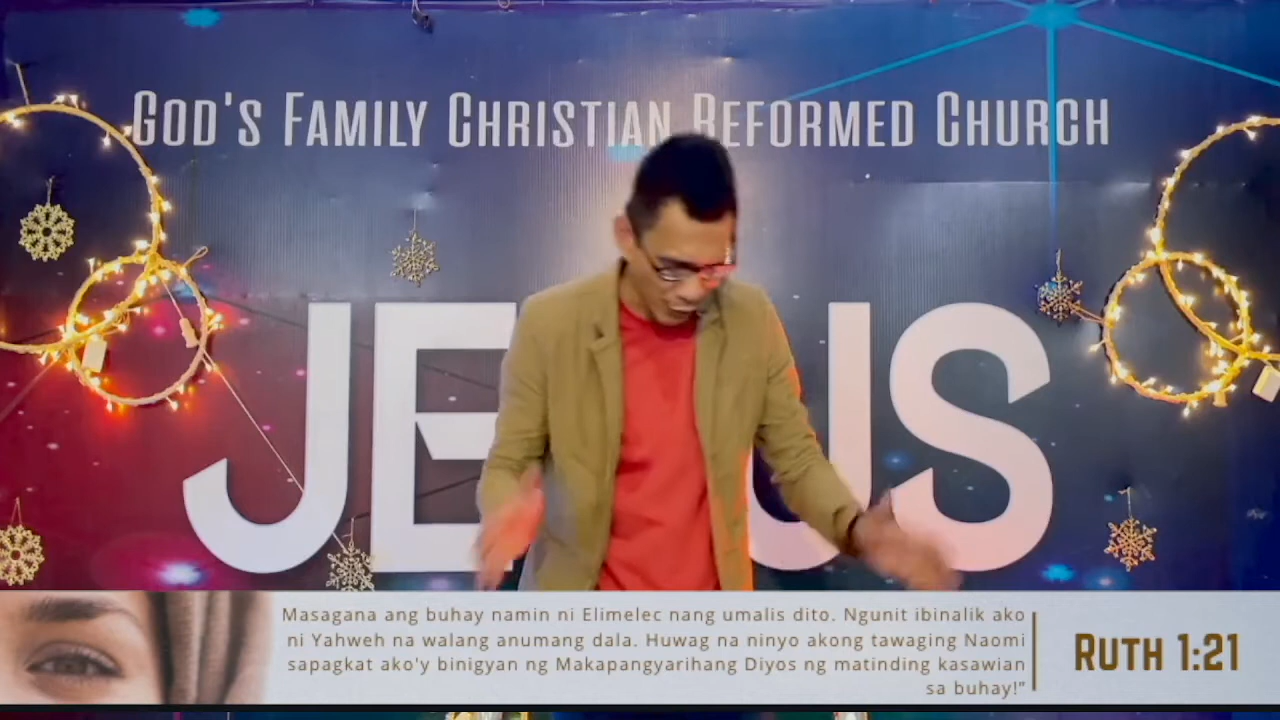 God's Family Christian Reformed Church
JESUS
Masagana ang buhay namin ni Elimelec nang umalis dito. Ngunit ibinalik ako
ni Yahweh na walang anumang dala. Huwag na ninyo akong tawaging Naomi
sapagkat ako'y binigyan ng Makapangyarihang Diyos ng matinding kasawian
sa buhay!"
Ruth 1:21